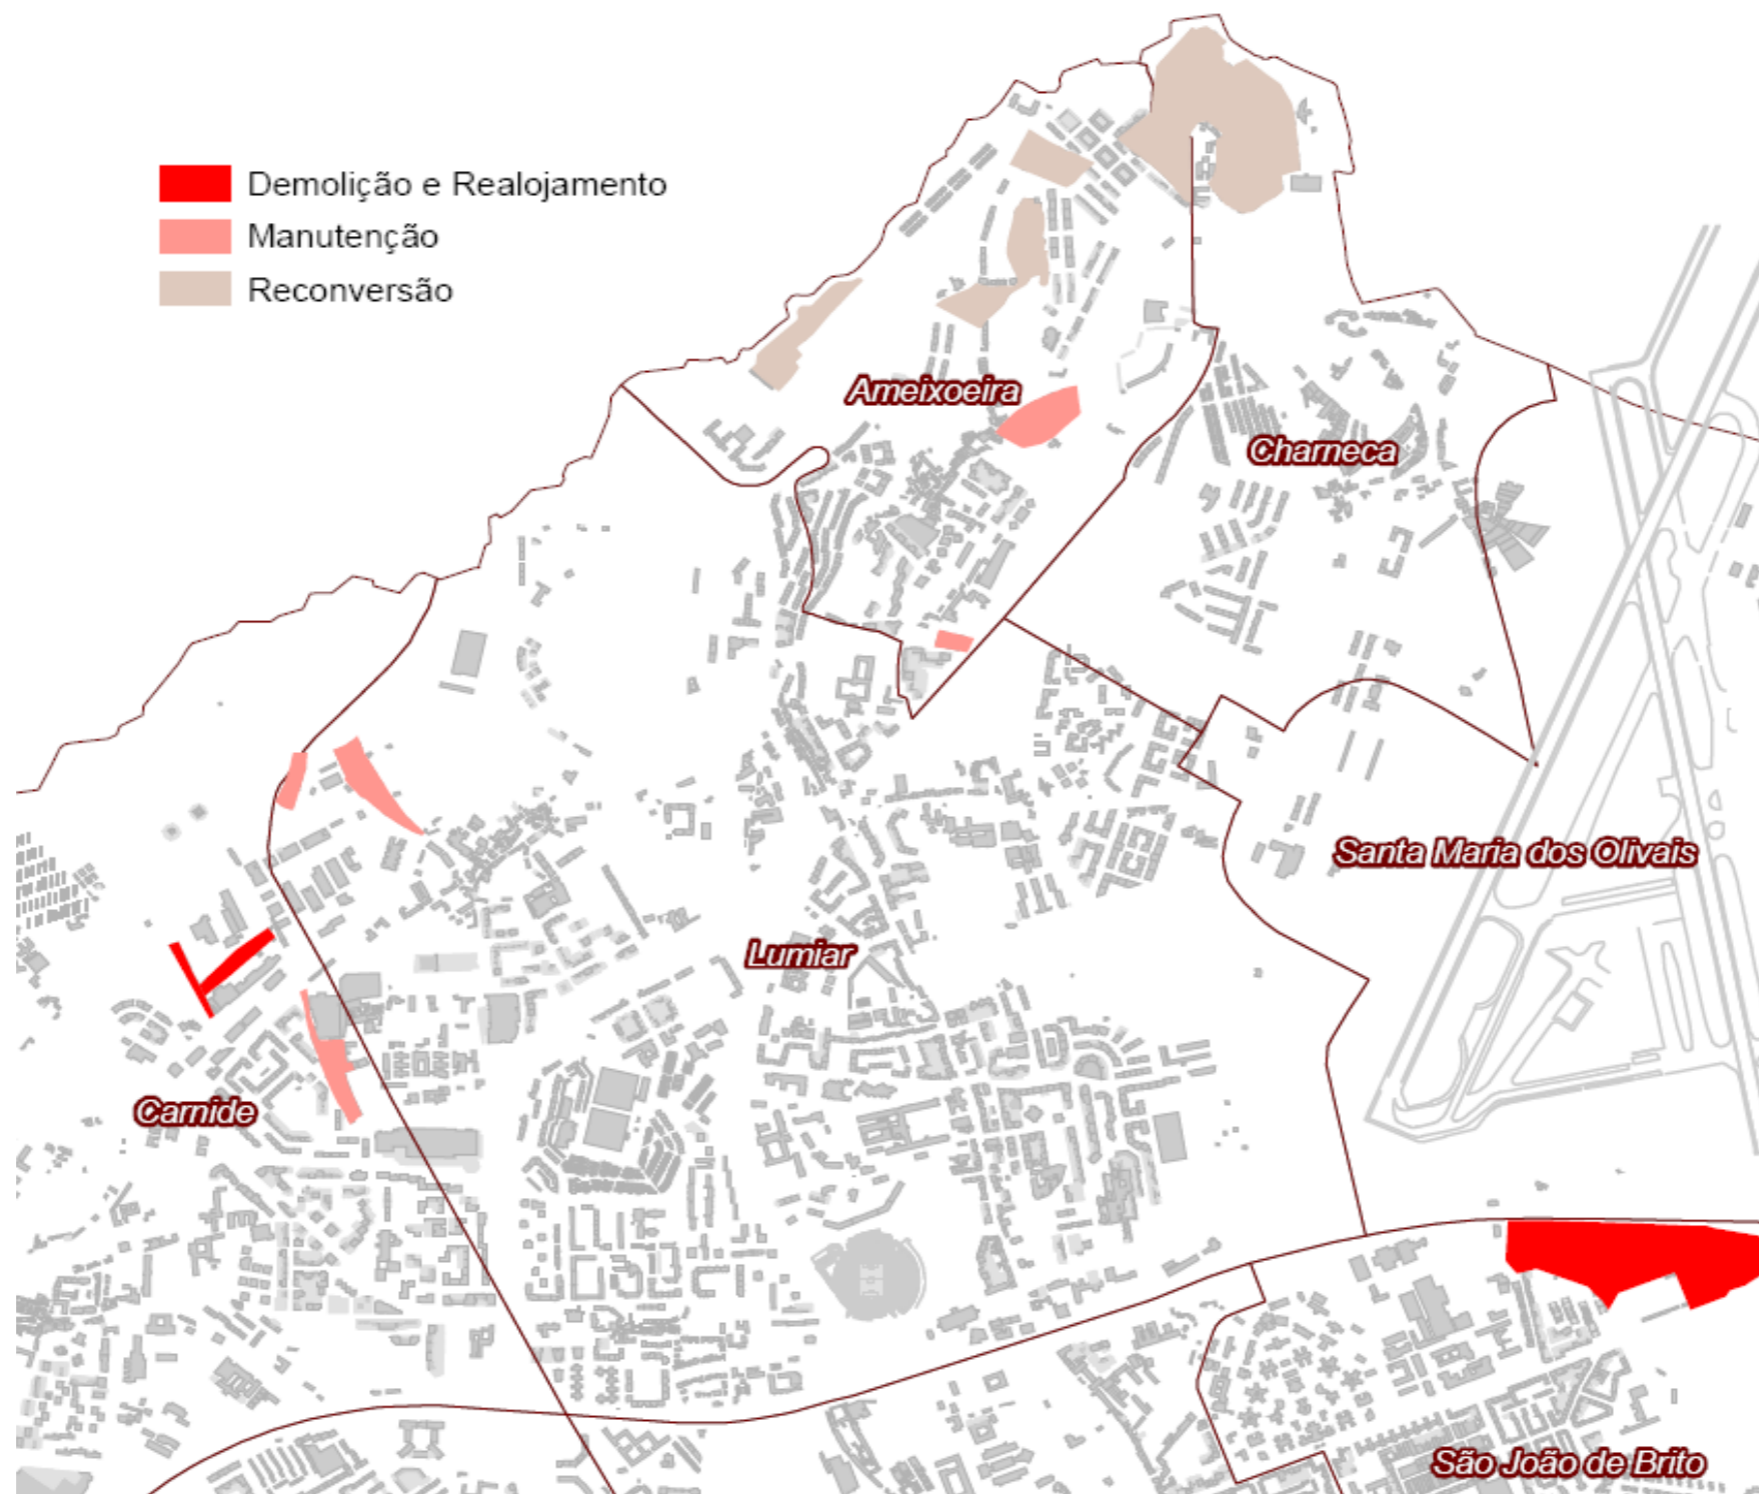 Demolição e Realojamento
Manutenção
Reconversão
Ameixoeira
Charneca
Santa Maria dos Olivais
Lumiar
Carnide
São João de Brito